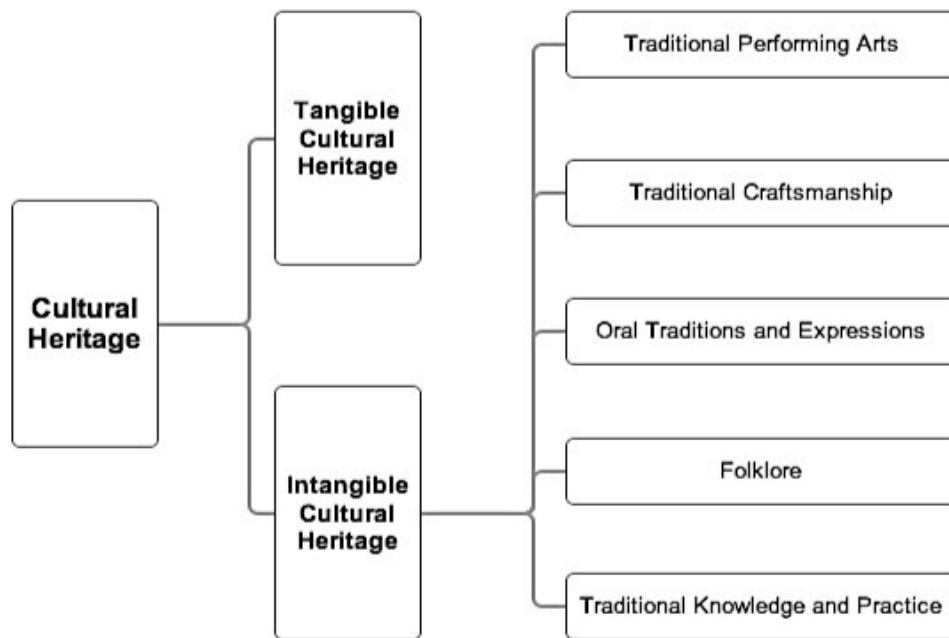 Cultural
Heritage
Tangible
Cultural
Heritage
Intangible
Cultural
Heritage
Traditional Performing Arts
Traditional Craftsmanship
Oral Traditions and Expressions
Folklore
Traditional Knowledge and Practice